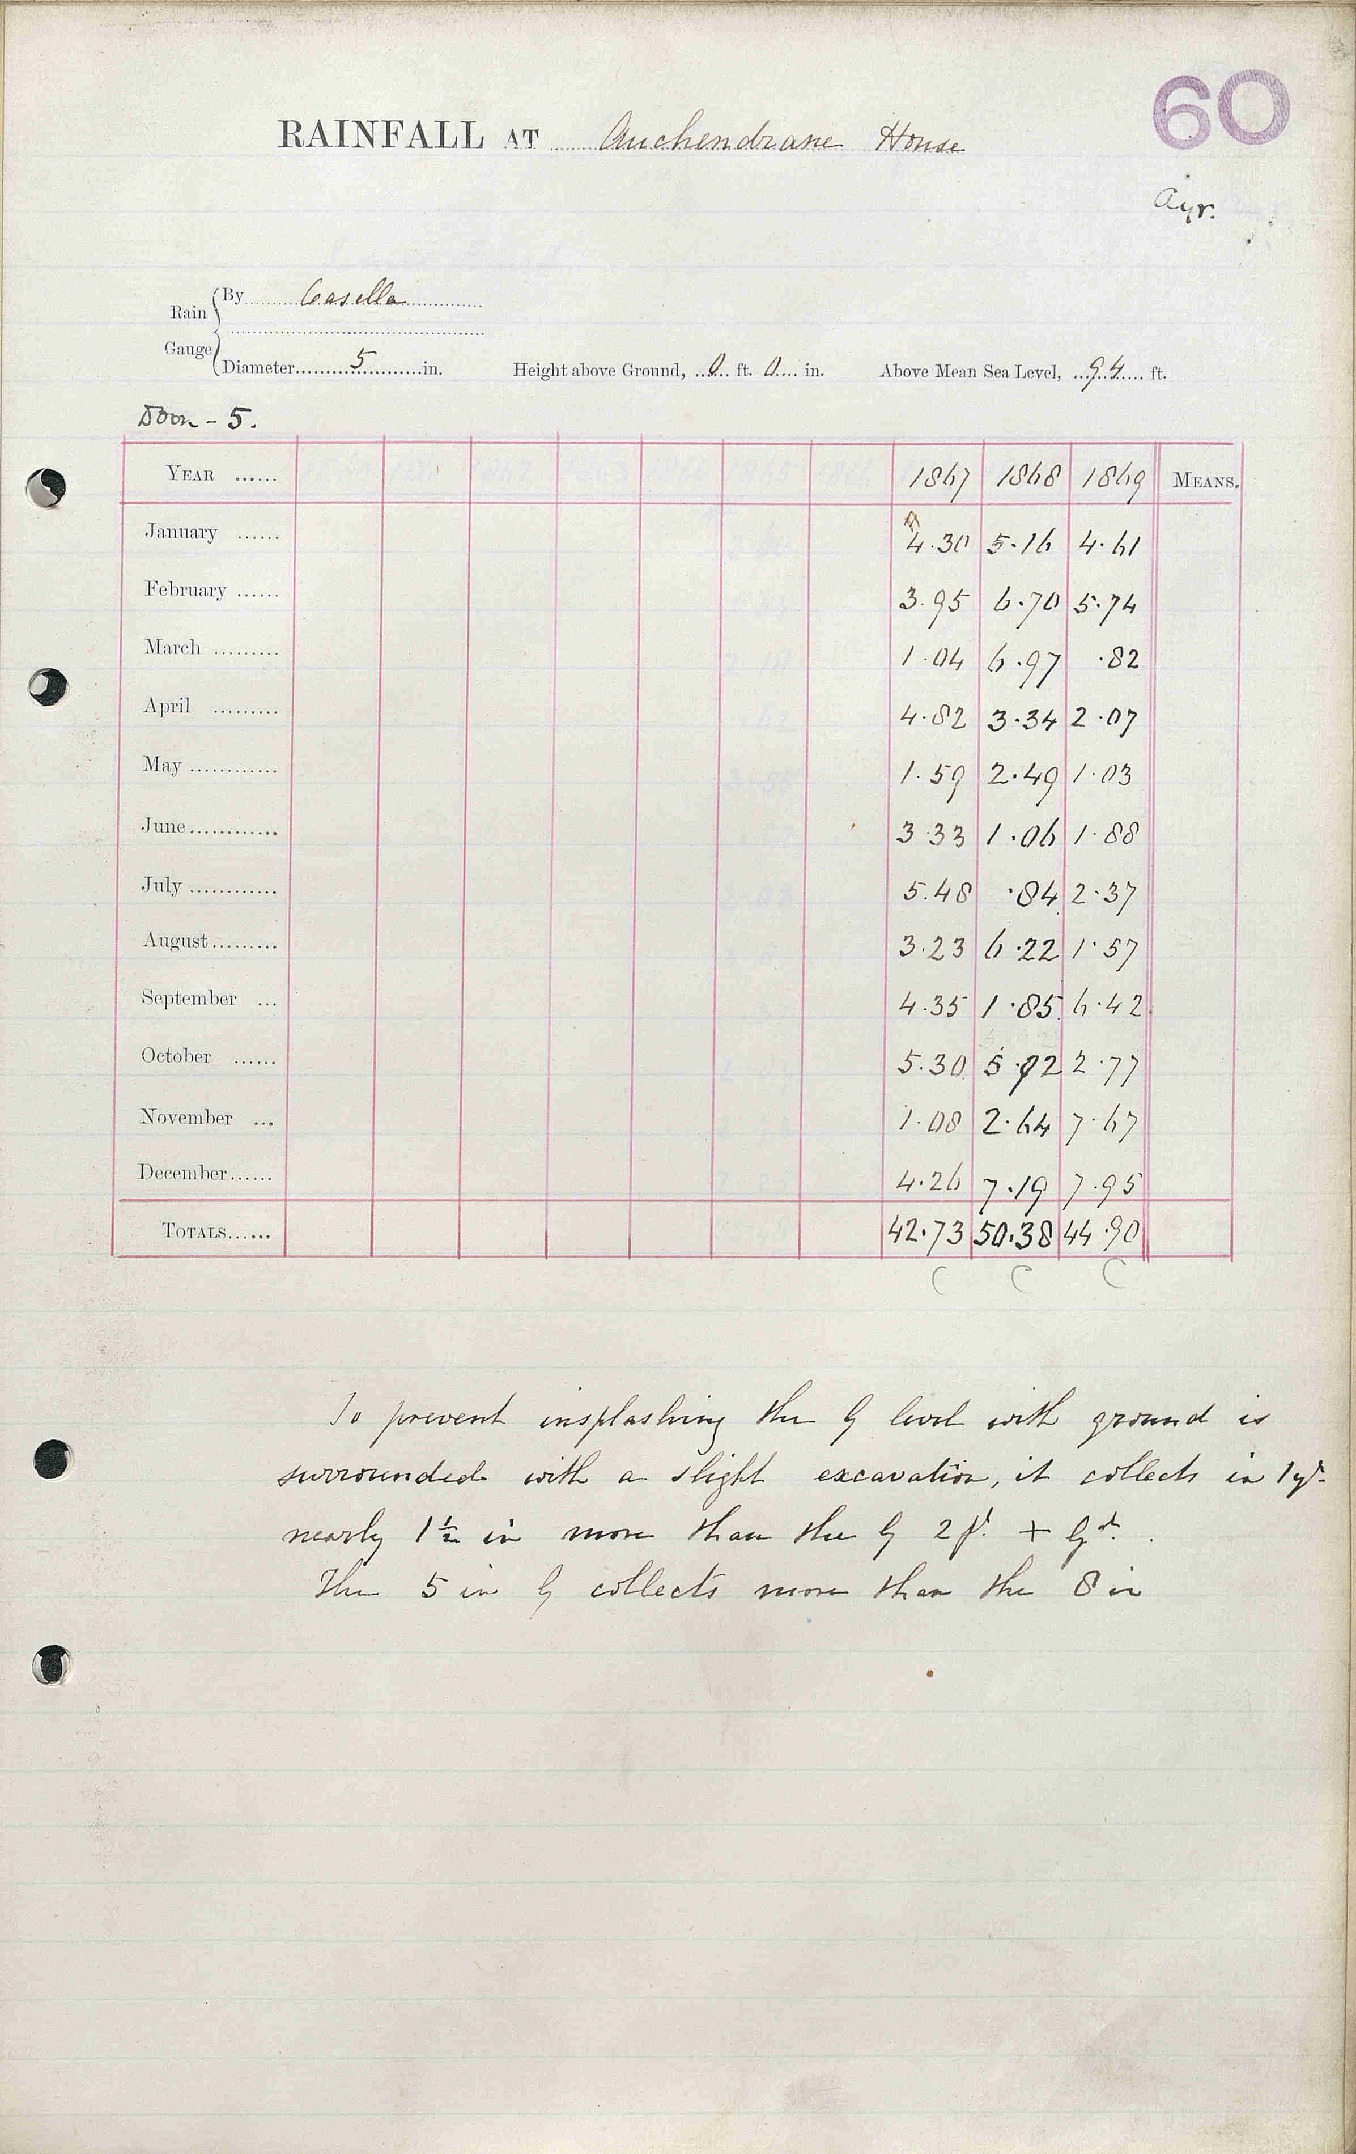 60
RAINFALL AT Auchendrane House
Ayr.
Rain Gauge By Casella
Diameter 5 in. Height above Ground, 0 ft. 0 in. Above Mean Sea Level, 94 ft.
Doon - 5.
YEAR ...... 1867 1868 1869 MEANS.
January ...... 4.30 5.16 4.61
February ...... 3.95 6.70 5.74
March ......... 1.04 6.97 .82
April ......... 4.82 3.34 2.07
May ............ 1.59 2.49 1.03
June ............ 3.33 1.06 1.88
July ............ 5.48 .84 2.37
August ......... 3.23 6.22 1.57
September ... 4.35 1.85 6.42
October ...... 5.30 5.92 2.77
November ... 1.08 2.64 7.67
December ...... 4.26 7.19 7.95
TOTALS ...... 42.73 50.38 44.90
C C C
To prevent insplashing the G level with ground is
surrounded with a slight excavation, it collects in 1 yr.
nearly 1½ in more than the G 2 ft. + Gd.
The 5 in G collects more than the 8 in